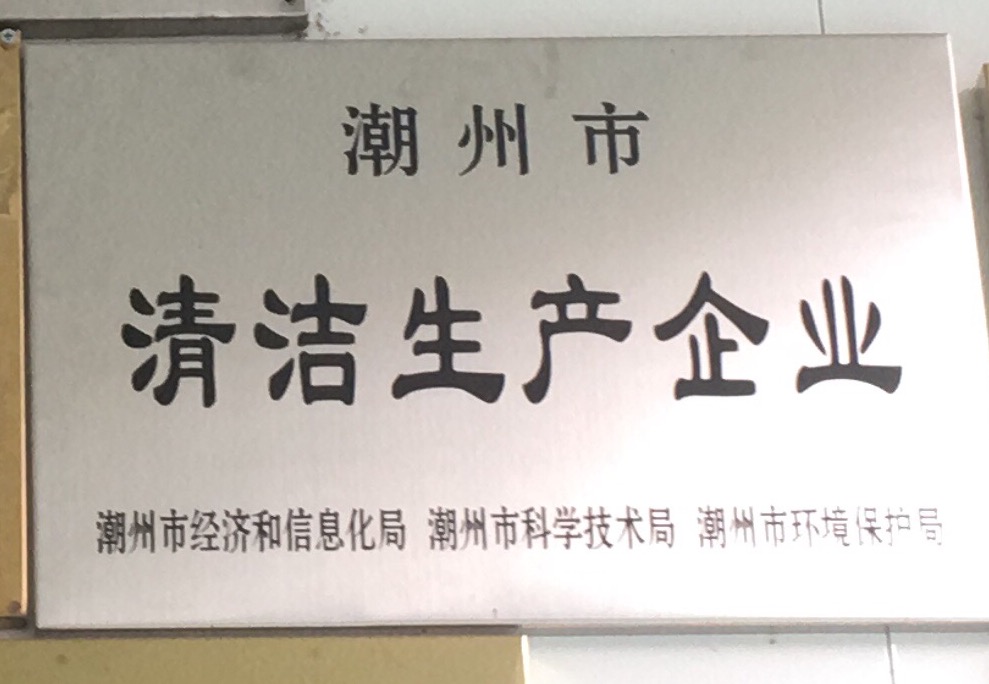 潮州市
清洁生产企业
潮州市经济和信息化局 潮州市科学技术局 潮州市环境保护局